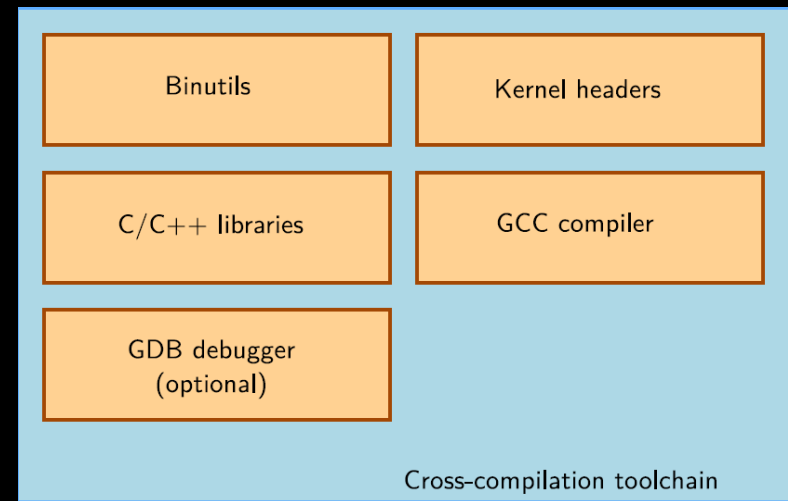 Binutils
Kernel headers
C/C++ libraries
GCC compiler
GDB debugger
(optional)
Cross-compilation toolchain